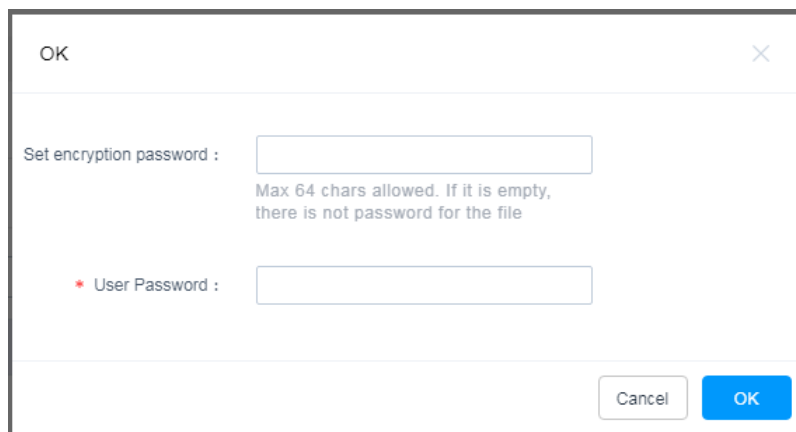 OK
Set encryption password :
Max 64 chars allowed. If it is empty,
there is not password for the file
* User Password :
Cancel OK